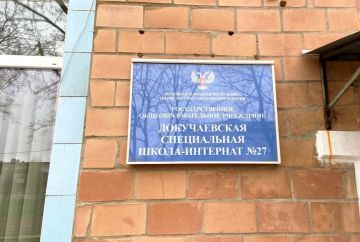 ДОНЕЦКАЯ НАРОДНАЯ РЕСПУБЛИКА
МИНИСТЕРСТВО ОБРАЗОВАНИЯ И НАУКИ
ГОСУДАРСТВЕННОЕ
ОБЩЕОБРАЗОВАТЕЛЬНОЕ УЧРЕЖДЕНИЕ
ДОКУЧАЕВСКАЯ
СПЕЦИАЛЬНАЯ
ШКОЛА-ИНТЕРНАТ №27